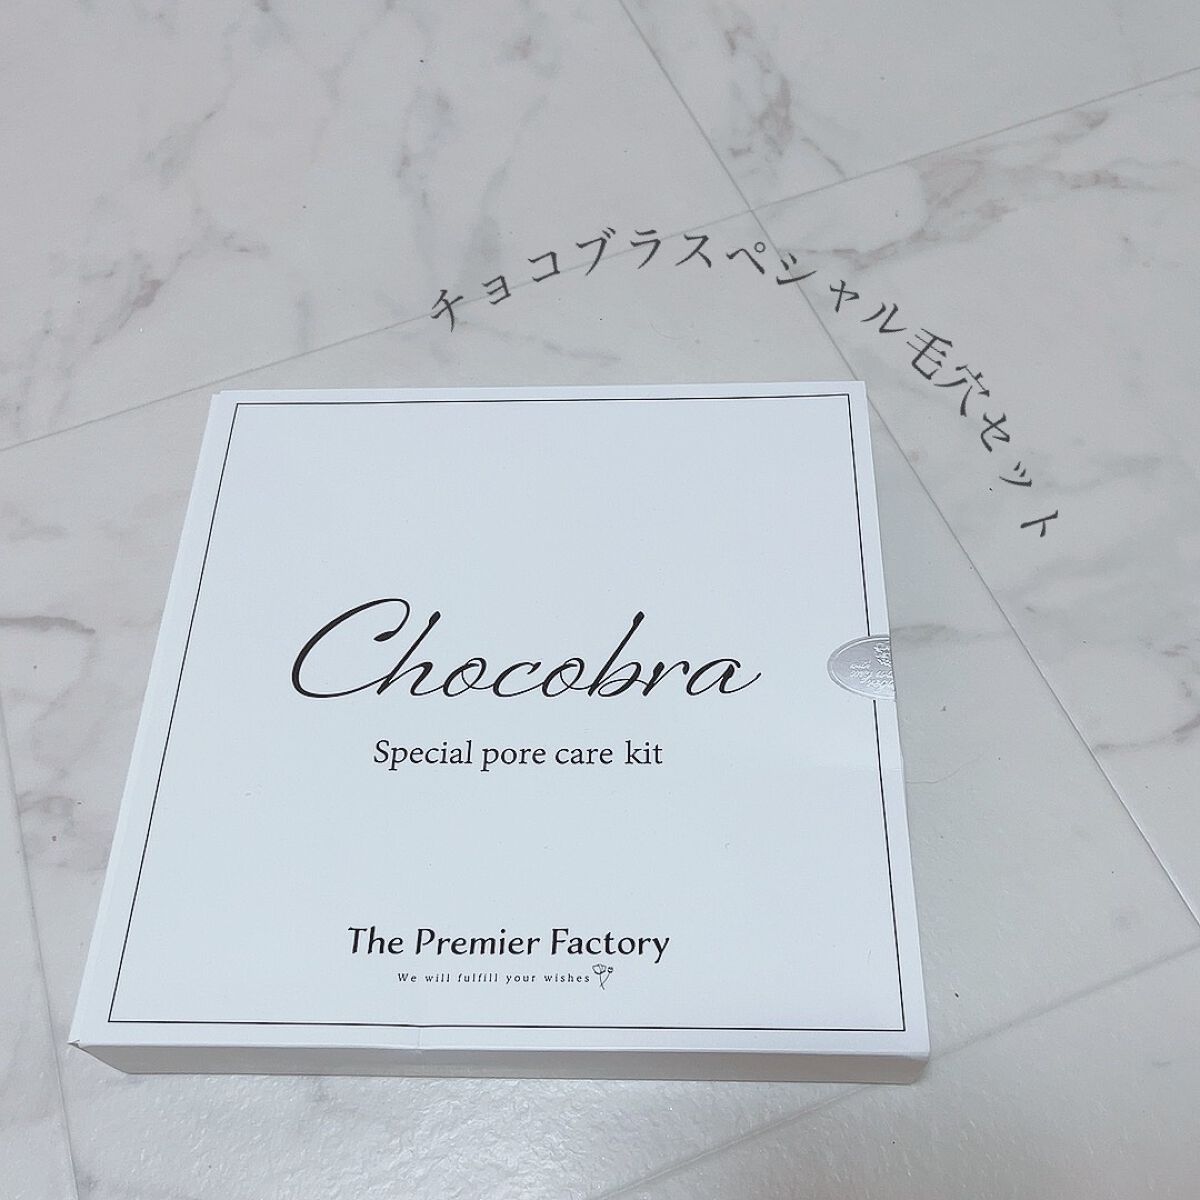 チョコブラスペシャル毛穴セット
Chocobra
Special pore care kit
The Premier Factory
We will fulfill your wishes